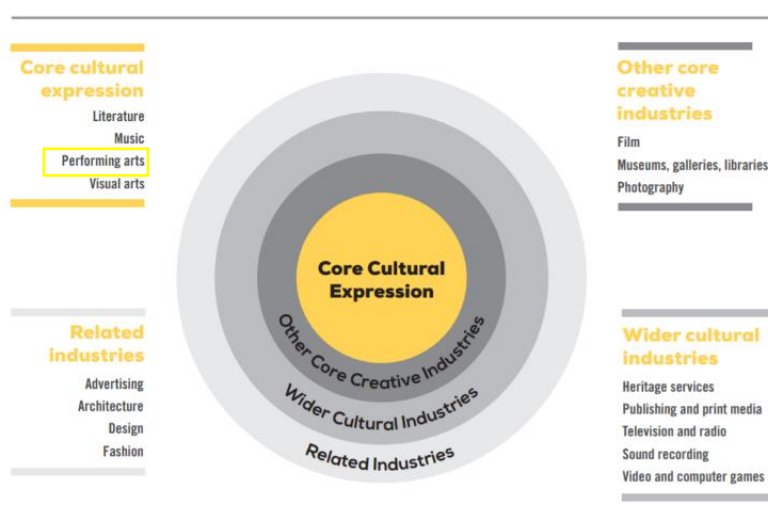 Core cultural
expression
Literature
Music
Performing arts
Visual arts
Other core
creative
industries
Film
Museums, galleries, libraries
Photography
Core Cultural
Expression
Other Core Creative Industries
Wider Cultural Industries
Related Industries
Related
industries
Advertising
Architecture
Design
Fashion
Wider cultural
industries
Heritage services
Publishing and print media
Television and radio
Sound recording
Video and computer games